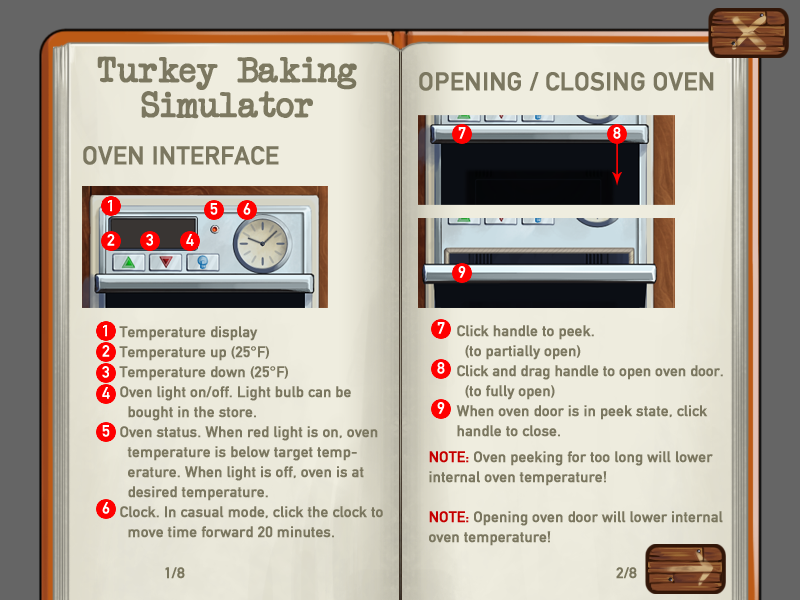 Turkey Baking
Simulator
OVEN INTERFACE
1
5
6
2
3
4
1 Temperature display
2 Temperature up (25°F)
3 Temperature down (25°F)
4 Oven light on/off. Light bulb can be
bought in the store.
5 Oven status. When red light is on, oven
temperature is below target temp-
erature. When light is off, oven is at
desired temperature.
6 Clock. In casual mode, click the clock to
move time forward 20 minutes.
1/8
OPENING / CLOSING OVEN
7
8
9
7 Click handle to peek.
(to partially open)
8 Click and drag handle to open oven door.
(to fully open)
9 When oven door is in peek state, click
handle to close.
NOTE: Oven peeking for too long will lower
internal oven temperature!
NOTE: Opening oven door will lower internal
oven temperature!
2/8